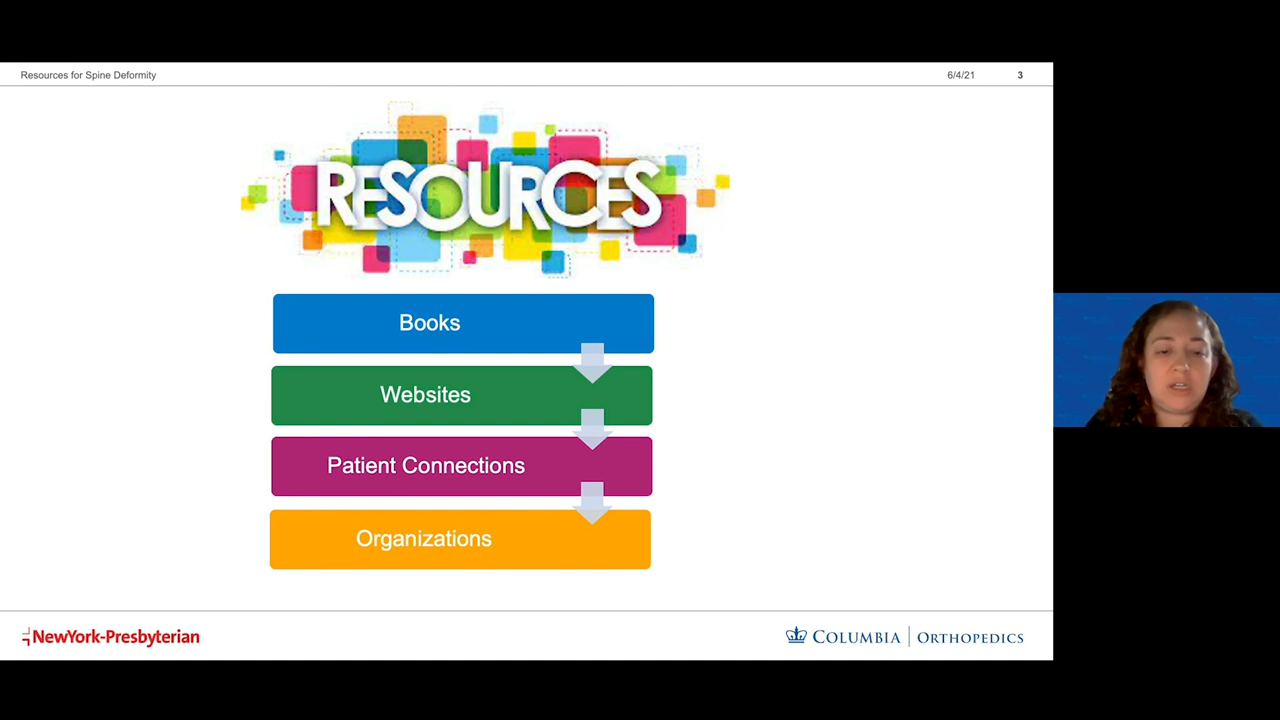 Resources for Spine Deformity
6/4/21
3
RESOURCES
Books
Websites
Patient Connections
Organizations
NewYork-Presbyterian
COLUMBIA ORTHOPEDICS